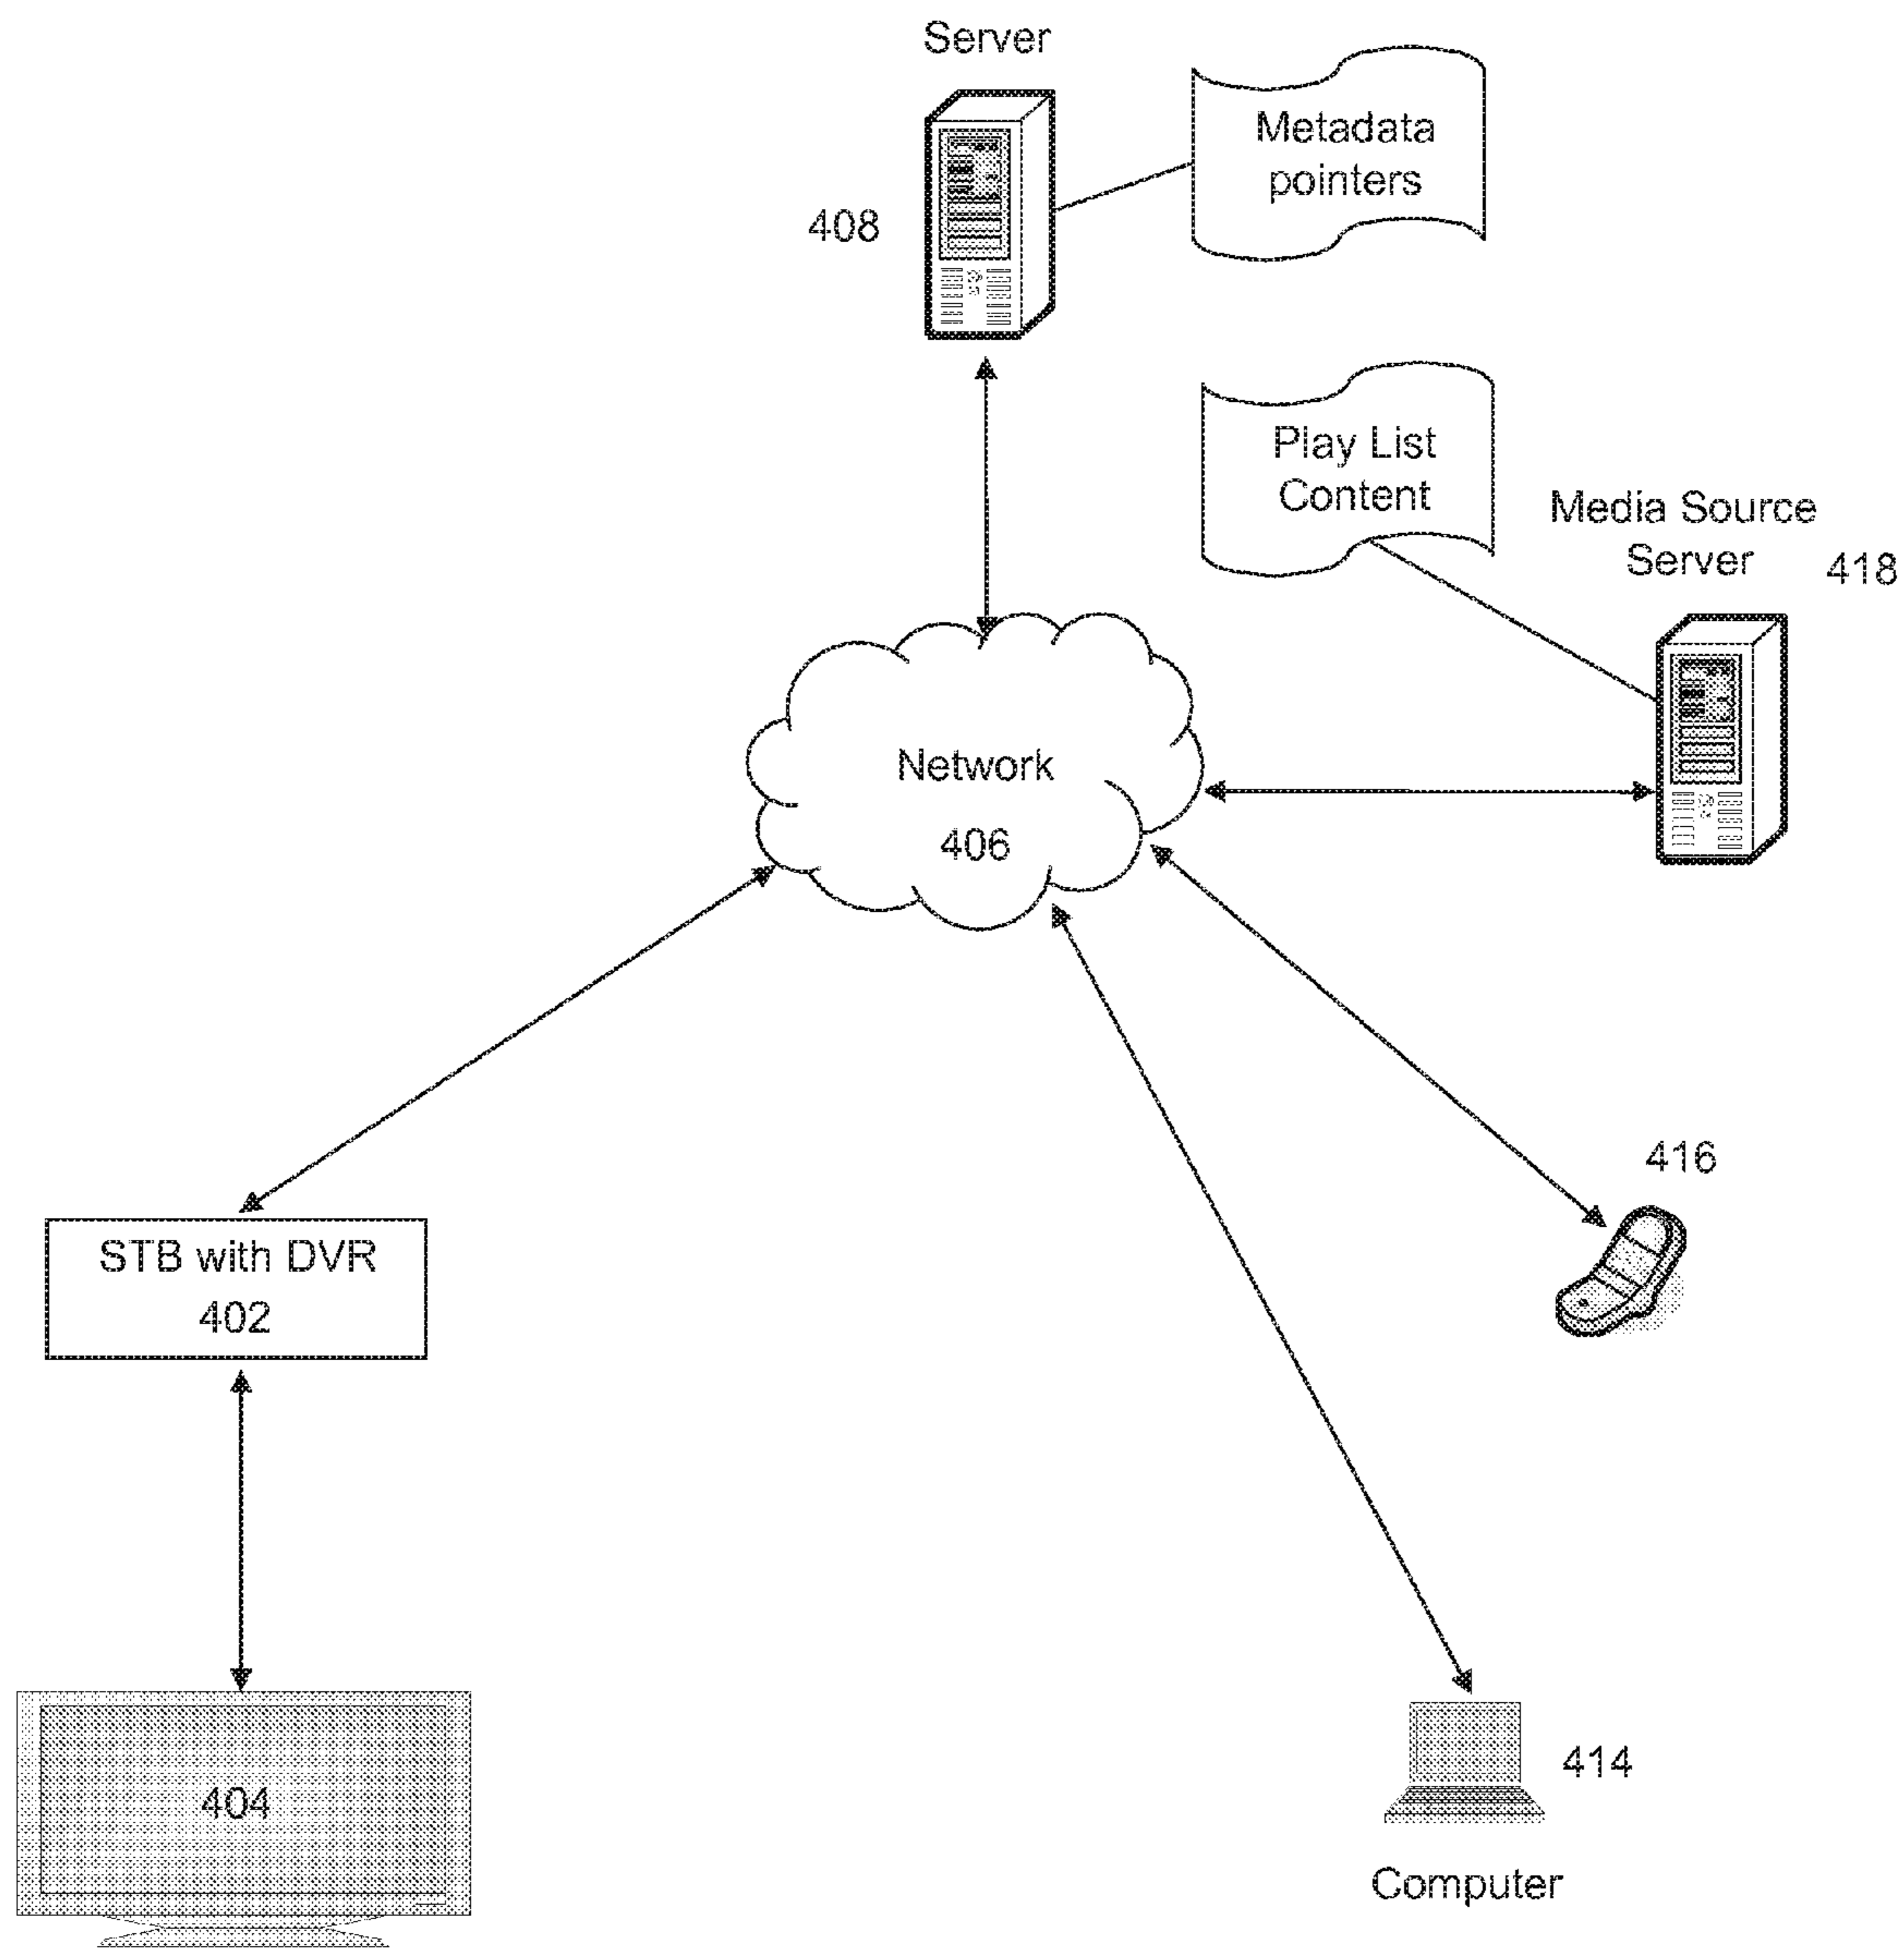 Server
Metadata
pointers
408
Play List
Content
Media Source
Server
418
Network
406
416
STB with DVR
402
404
414
Computer